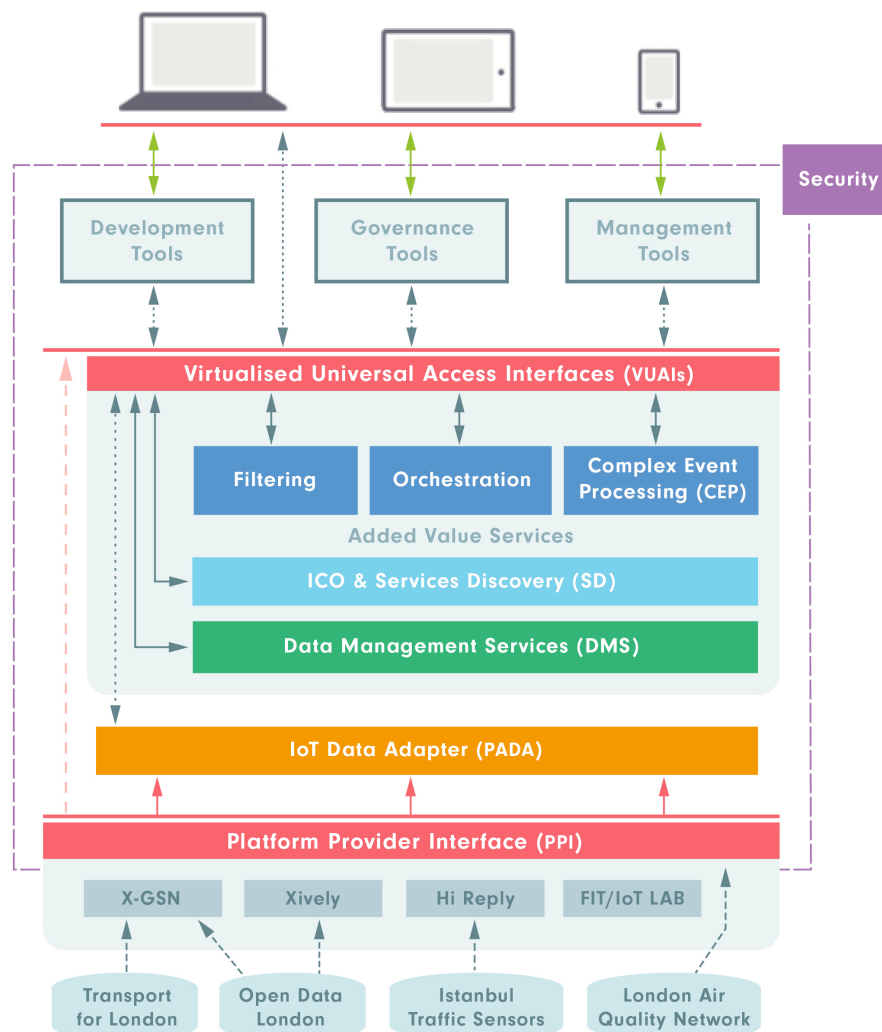 Security
Development
Tools
Governance
Tools
Management
Tools
Virtualised Universal Access Interfaces (VUAIs)
Filtering
Orchestration
Complex Event
Processing (CEP)
Added Value Services
ICO & Services Discovery (SD)
Data Management Services (DMS)
IoT Data Adapter (PADA)
Platform Provider Interface (PPI)
X-GSN
Xively
Hi Reply
FIT/IoT LAB
Transport
for London
Open Data
London
Istanbul
Traffic Sensors
London Air
Quality Network